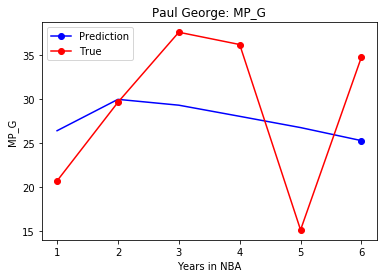 Paul George: MP_G
Prediction
True
MP_G
35
30
25
20
15
1 2 3 4 5 6
Years in NBA